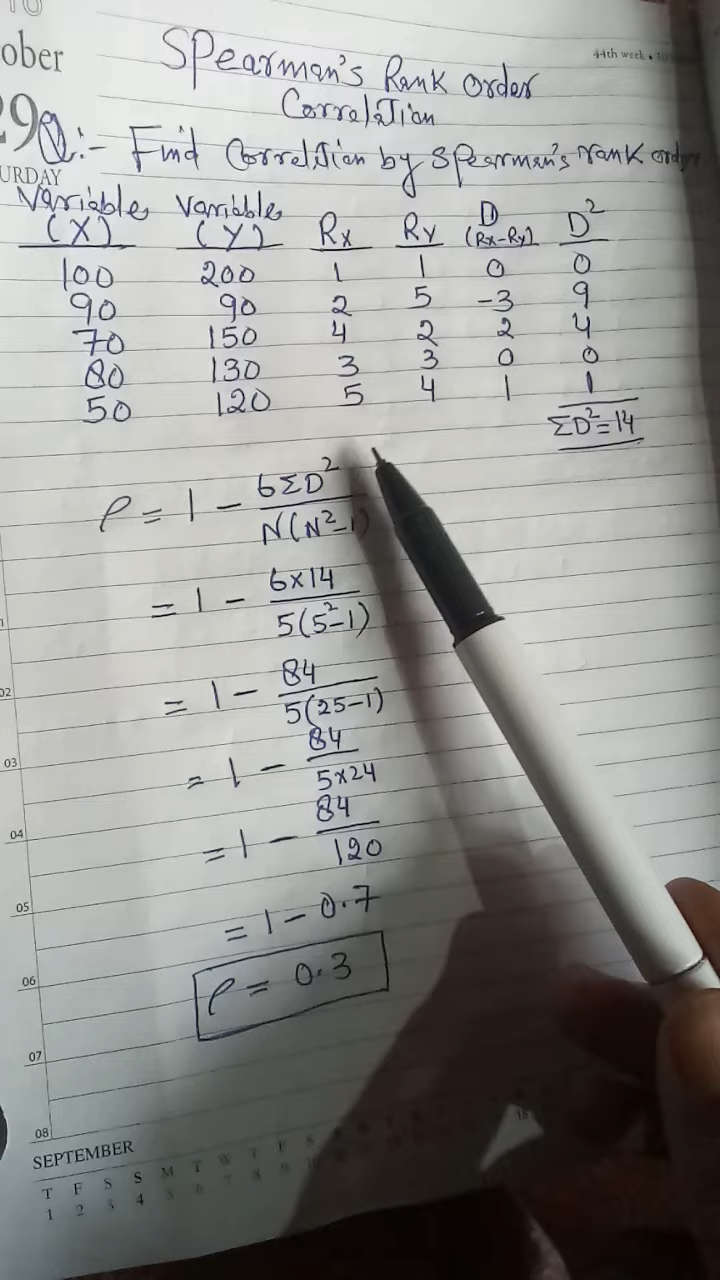 10
ober
44th week
Spearman's Rank Order
Correlation
29
URDAY
Q:- Find Correlation by Spearman's rank order
Variables Variables D
(X) (Y) Rx Ry (Rx-Ry) D²
100 200 1 1 0 0
90 90 2 5 -3 9
70 150 4 2 2 4
80 130 3 3 0 0
50 120 5 4 1 1
ΣD²=14
ρ = 1 - 6ΣD² / N(N²-1)
= 1 - 6×14 / 5(5²-1)
= 1 - 84 / 5(25-1)
= 1 - 84 / 5×24
= 1 - 84 / 120
= 1 - 0.7
ρ = 0.3
02
03
04
05
06
07
08
SEPTEMBER
T F S S M T W T F S
1 2 3 4 5 6 7 8 9